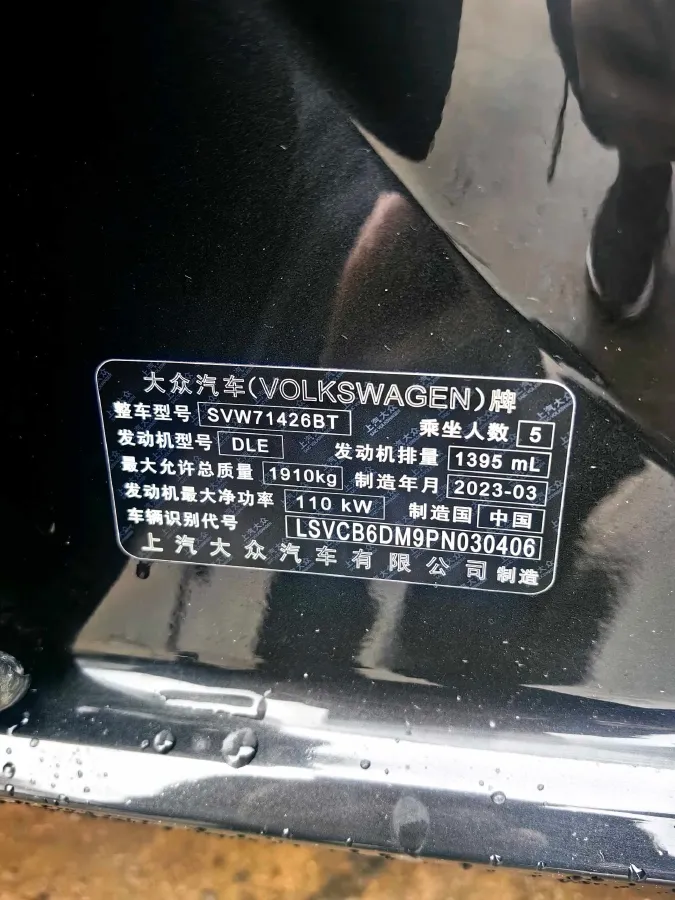 大众汽车(VOLKSWAGEN)牌
整车型号 SVW71426BT 乘坐人数 5
发动机型号 DLE 发动机排量 1395 mL
最大允许总质量 1910kg 制造年月 2023-03
发动机最大净功率 110 kW 制造国 中国
车辆识别代号 LSVCB6DM9PN030406
上汽大众汽车有限公司 制造